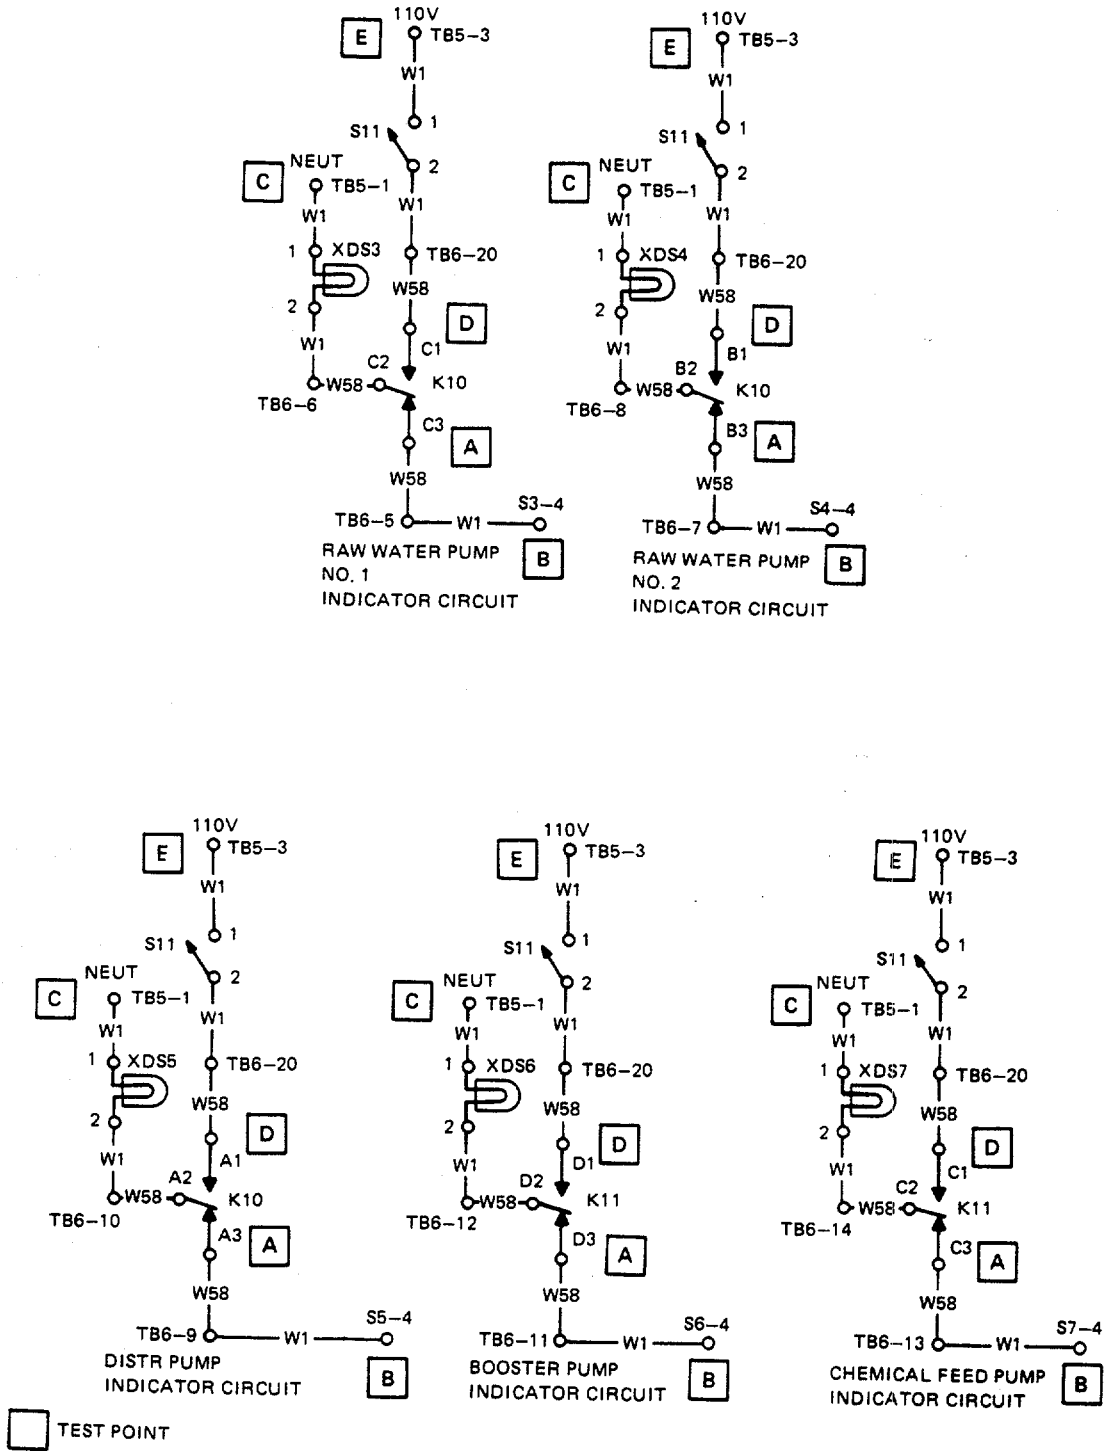 110V
E
TB5-3
W1
1
S11
2
C
NEUT
TB5-1
W1
W1
1
XDS3
TB6-20
2
W58
D
W1
C1
C2
W58
K10
TB6-6
C3
A
W58
S3-4
TB6-5
W1
RAW WATER PUMP
NO. 1
INDICATOR CIRCUIT
B
110V
E
TB5-3
W1
1
S11
2
C
NEUT
TB5-1
W1
W1
1
XDS4
TB6-20
2
W58
D
W1
B1
B2
W58
K10
TB6-8
B3
A
W58
S4-4
TB6-7
W1
RAW WATER PUMP
NO. 2
INDICATOR CIRCUIT
B
110V
E
TB5-3
W1
1
S11
2
C
NEUT
TB5-1
W1
W1
1
XDS5
TB6-20
2
W58
D
W1
A1
A2
W58
K10
TB6-10
A3
A
W58
S5-4
TB6-9
W1
DISTR PUMP
INDICATOR CIRCUIT
B
110V
E
TB5-3
W1
1
S11
2
C
NEUT
TB5-1
W1
W1
1
XDS6
TB6-20
2
W58
D
W1
D1
D2
W58
K11
TB6-12
D3
A
W58
S6-4
TB6-11
W1
BOOSTER PUMP
INDICATOR CIRCUIT
B
110V
E
TB5-3
W1
1
S11
2
C
NEUT
TB5-1
W1
W1
1
XDS7
TB6-20
2
W58
D
W1
C1
C2
W58
K11
TB6-14
C3
A
W58
S7-4
TB6-13
W1
CHEMICAL FEED PUMP
INDICATOR CIRCUIT
B
TEST POINT